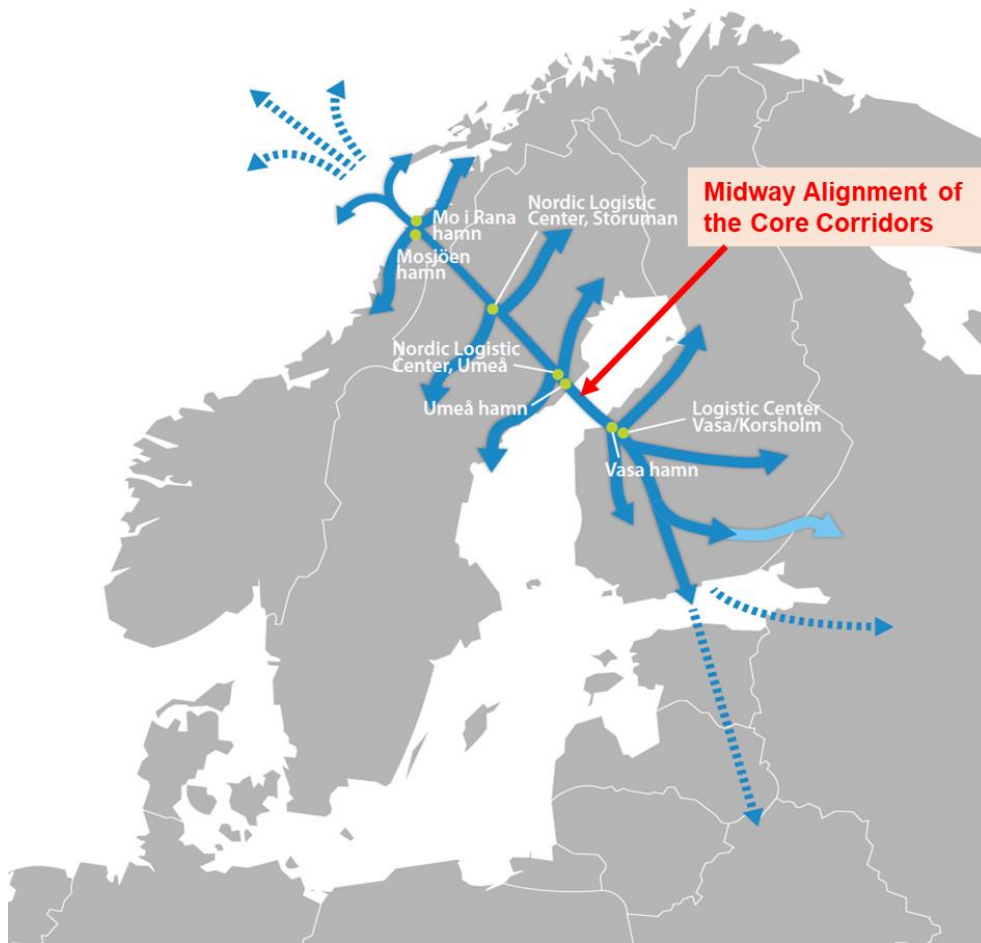 Midway Alignment of
the Core Corridors
Nordic Logistic
Center, Störuman
Mo i Rana
hamn
Mosjöen
hamn
Nordic Logistic
Center, Umeå
Umeå hamn
Logistic Center
Vasa/Korsholm
Vasa hamn